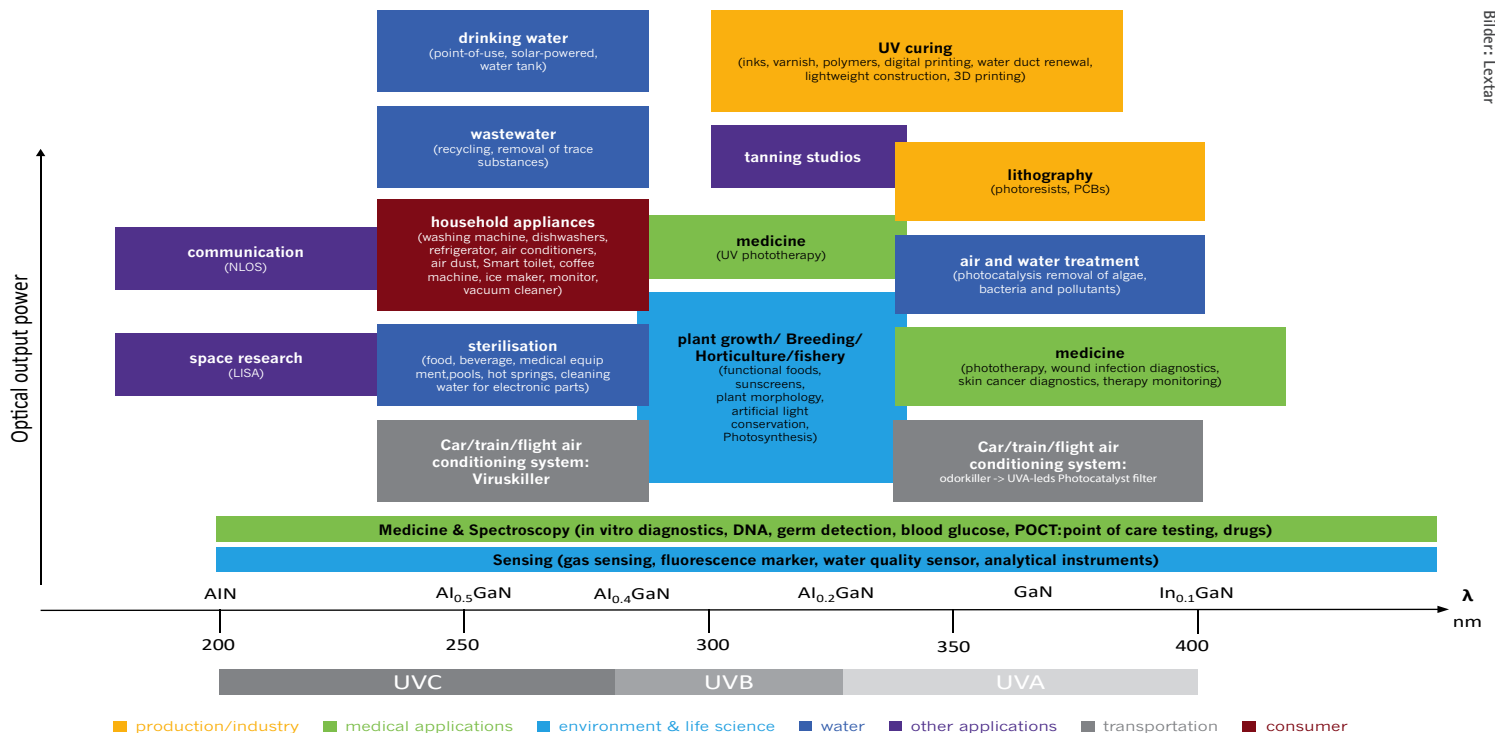 Bilder: Lextar
drinking water
(point-of-use, solar-powered,
water tank)
UV curing
(inks, varnish, polymers, digital printing, water duct renewal,
lightweight construction, 3D printing)
wastewater
(recycling, removal of trace
substances)
tanning studios
lithography
(photoresists, PCBs)
household appliances
(washing machine, dishwashers,
refrigerator, air conditioners,
air dust, Smart toilet, coffee
machine, ice maker, monitor,
vacuum cleaner)
communication
(NLOS)
medicine
(UV phototherapy)
air and water treatment
(photocatalysis removal of algae,
bacteria and pollutants)
Optical output power
space research
(LISA)
sterilisation
(food, beverage, medical equip
ment,pools, hot springs, cleaning
water for electronic parts)
plant growth/ Breeding/
Horticulture/fishery
(functional foods,
sunscreens,
plant morphology,
artificial light
conservation,
Photosynthesis)
medicine
(phototherapy, wound infection diagnostics,
skin cancer diagnostics, therapy monitoring)
Car/train/flight air
conditioning system:
Viruskiller
Car/train/flight air
conditioning system:
odorkiller -> UVA-leds Photocatalyst filter
Medicine & Spectroscopy (in vitro diagnostics, DNA, germ detection, blood glucose, POCT:point of care testing, drugs)
Sensing (gas sensing, fluorescence marker, water quality sensor, analytical instruments)
AlN Al0.5GaN Al0.4GaN Al0.2GaN GaN In0.1GaN λ
nm
200 250 300 350 400
UVC UVB UVA
production/industry medical applications environment & life science water other applications transportation consumer